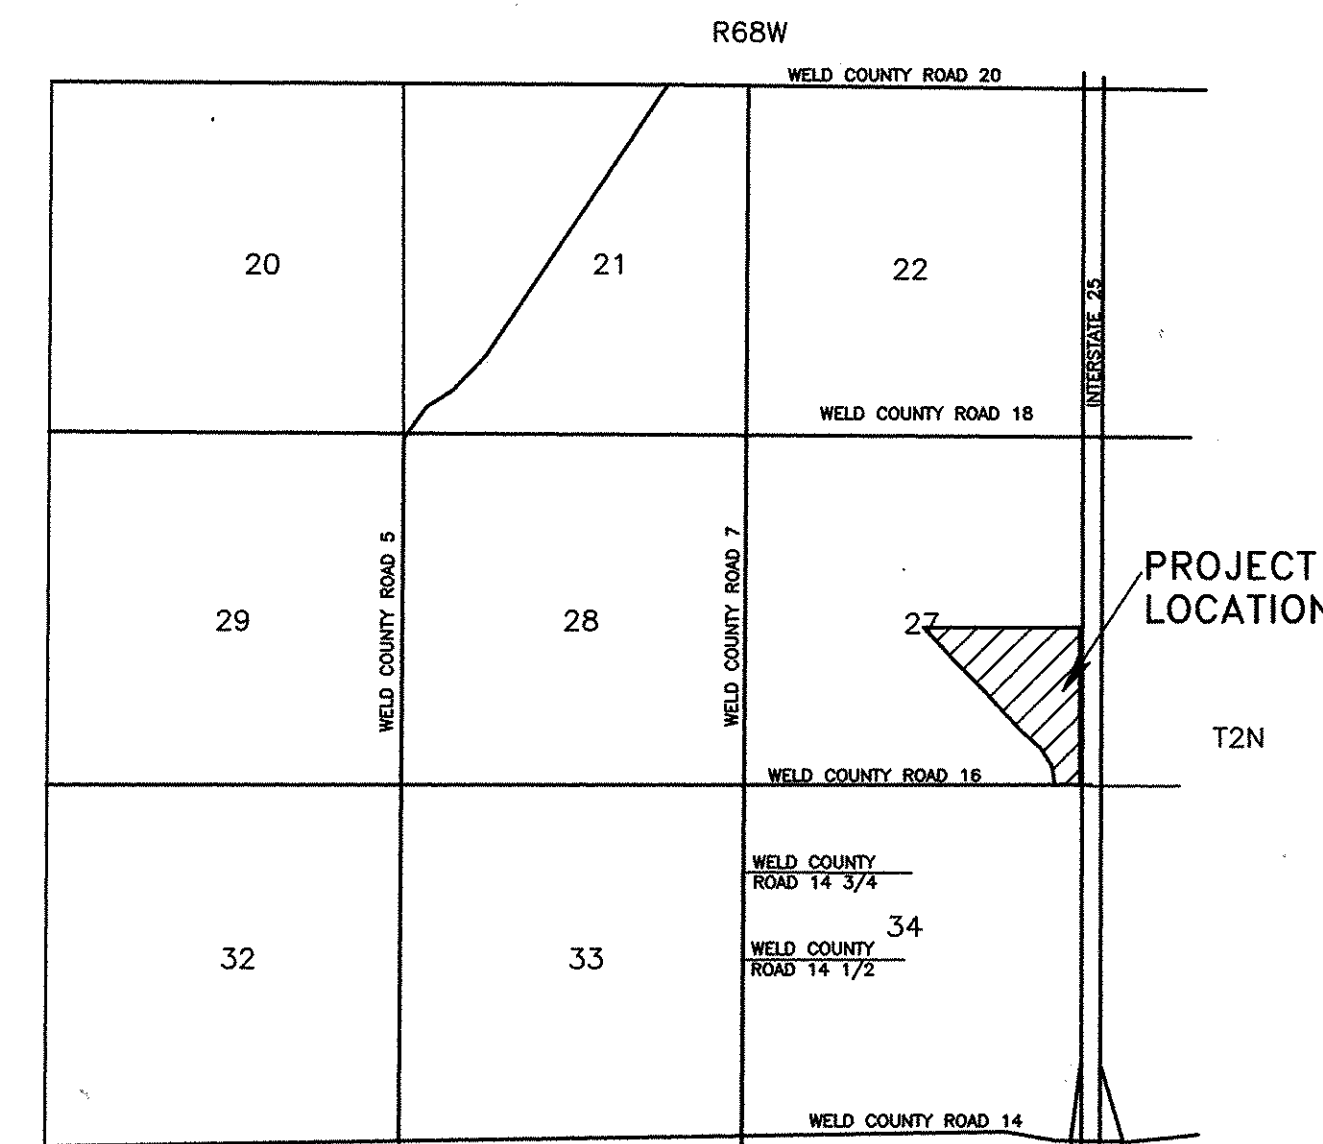 R68W
WELD COUNTY ROAD 20
20
21
22
INTERSTATE 25
WELD COUNTY ROAD 18
WELD COUNTY ROAD 5
WELD COUNTY ROAD 7
PROJECT
LOCATION
29
28
27
T2N
WELD COUNTY ROAD 16
WELD COUNTY
ROAD 14 3/4
34
WELD COUNTY
ROAD 14 1/2
32
33
WELD COUNTY ROAD 14